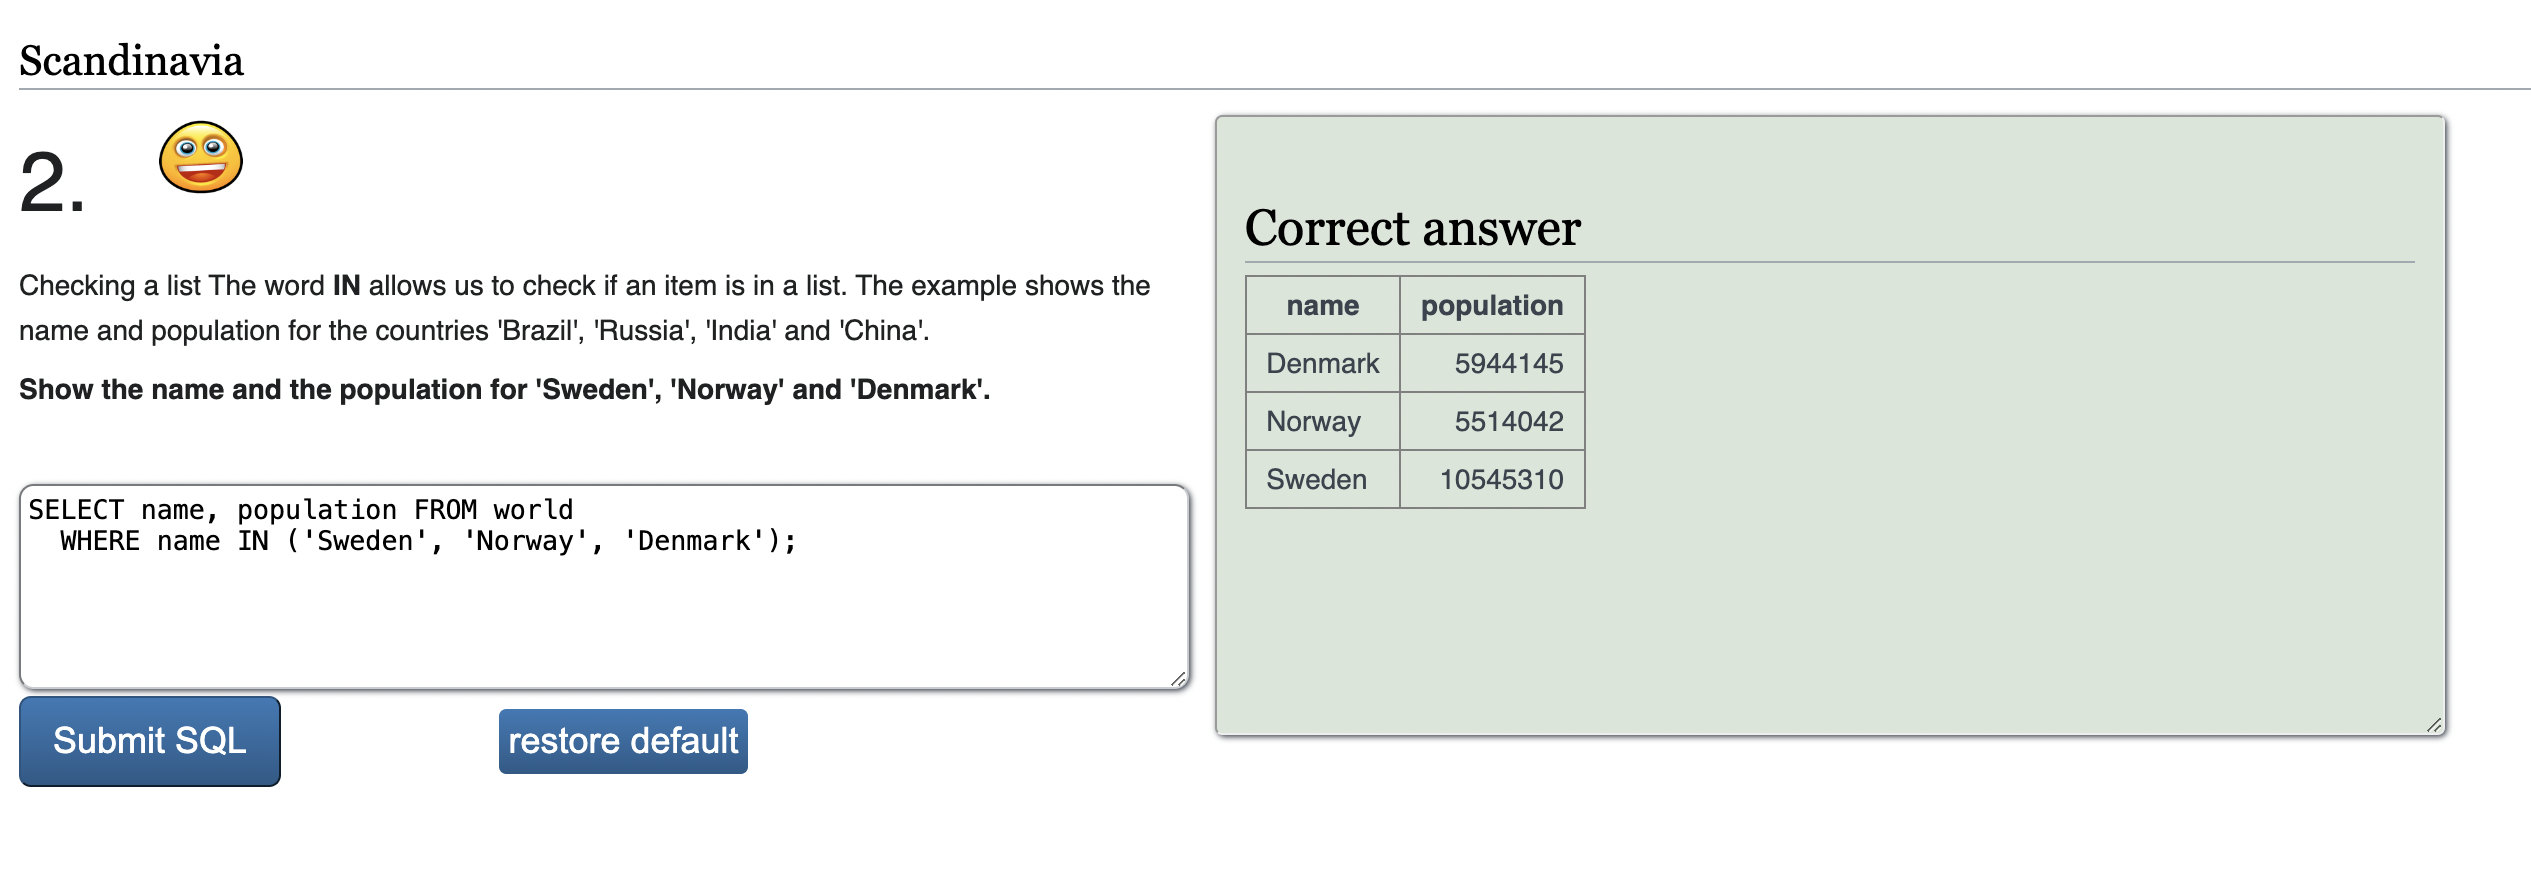 Scandinavia
2.
Checking a list The word IN allows us to check if an item is in a list. The example shows the
name and population for the countries 'Brazil', 'Russia', 'India' and 'China'.
Show the name and the population for 'Sweden', 'Norway' and 'Denmark'.
SELECT name, population FROM world
  WHERE name IN ('Sweden', 'Norway', 'Denmark');
Submit SQL restore default
Correct answer
name population
Denmark 5944145
Norway 5514042
Sweden 10545310